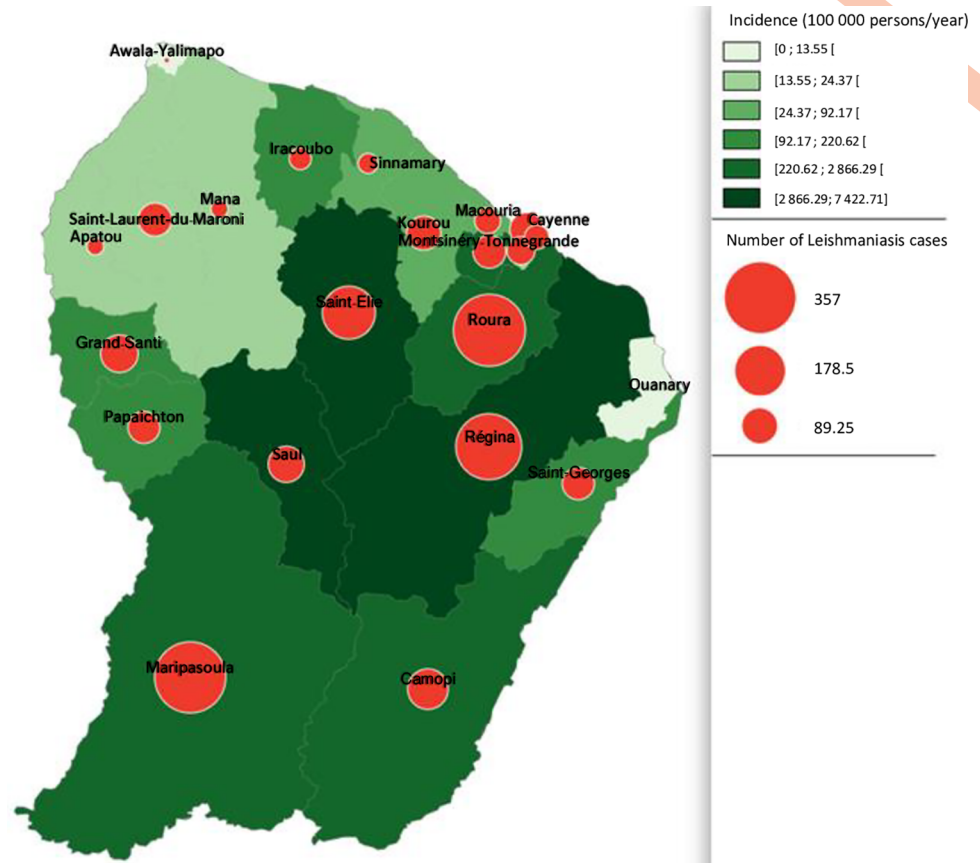 Awala-Yalimapo
Iracoubo
Sinnamary
Mana
Saint-Laurent-du-Maroni
Apatou
Macouria
Cayenne
Kourou
Montsinéry-Tonnegrande
Saint-Elie
Roura
Grand-Santi
Ouanary
Papaichton
Régina
Saul
Saint-Georges
Maripasoula
Camopi
Incidence (100 000 persons/year)
[0 ; 13.55 [
[13.55 ; 24.37 [
[24.37; 92.17 [
[92.17 ; 220.62 [
[220.62 ; 2 866.29 [
[2 866.29; 7 422.71]
Number of Leishmaniasis cases
357
178.5
89.25